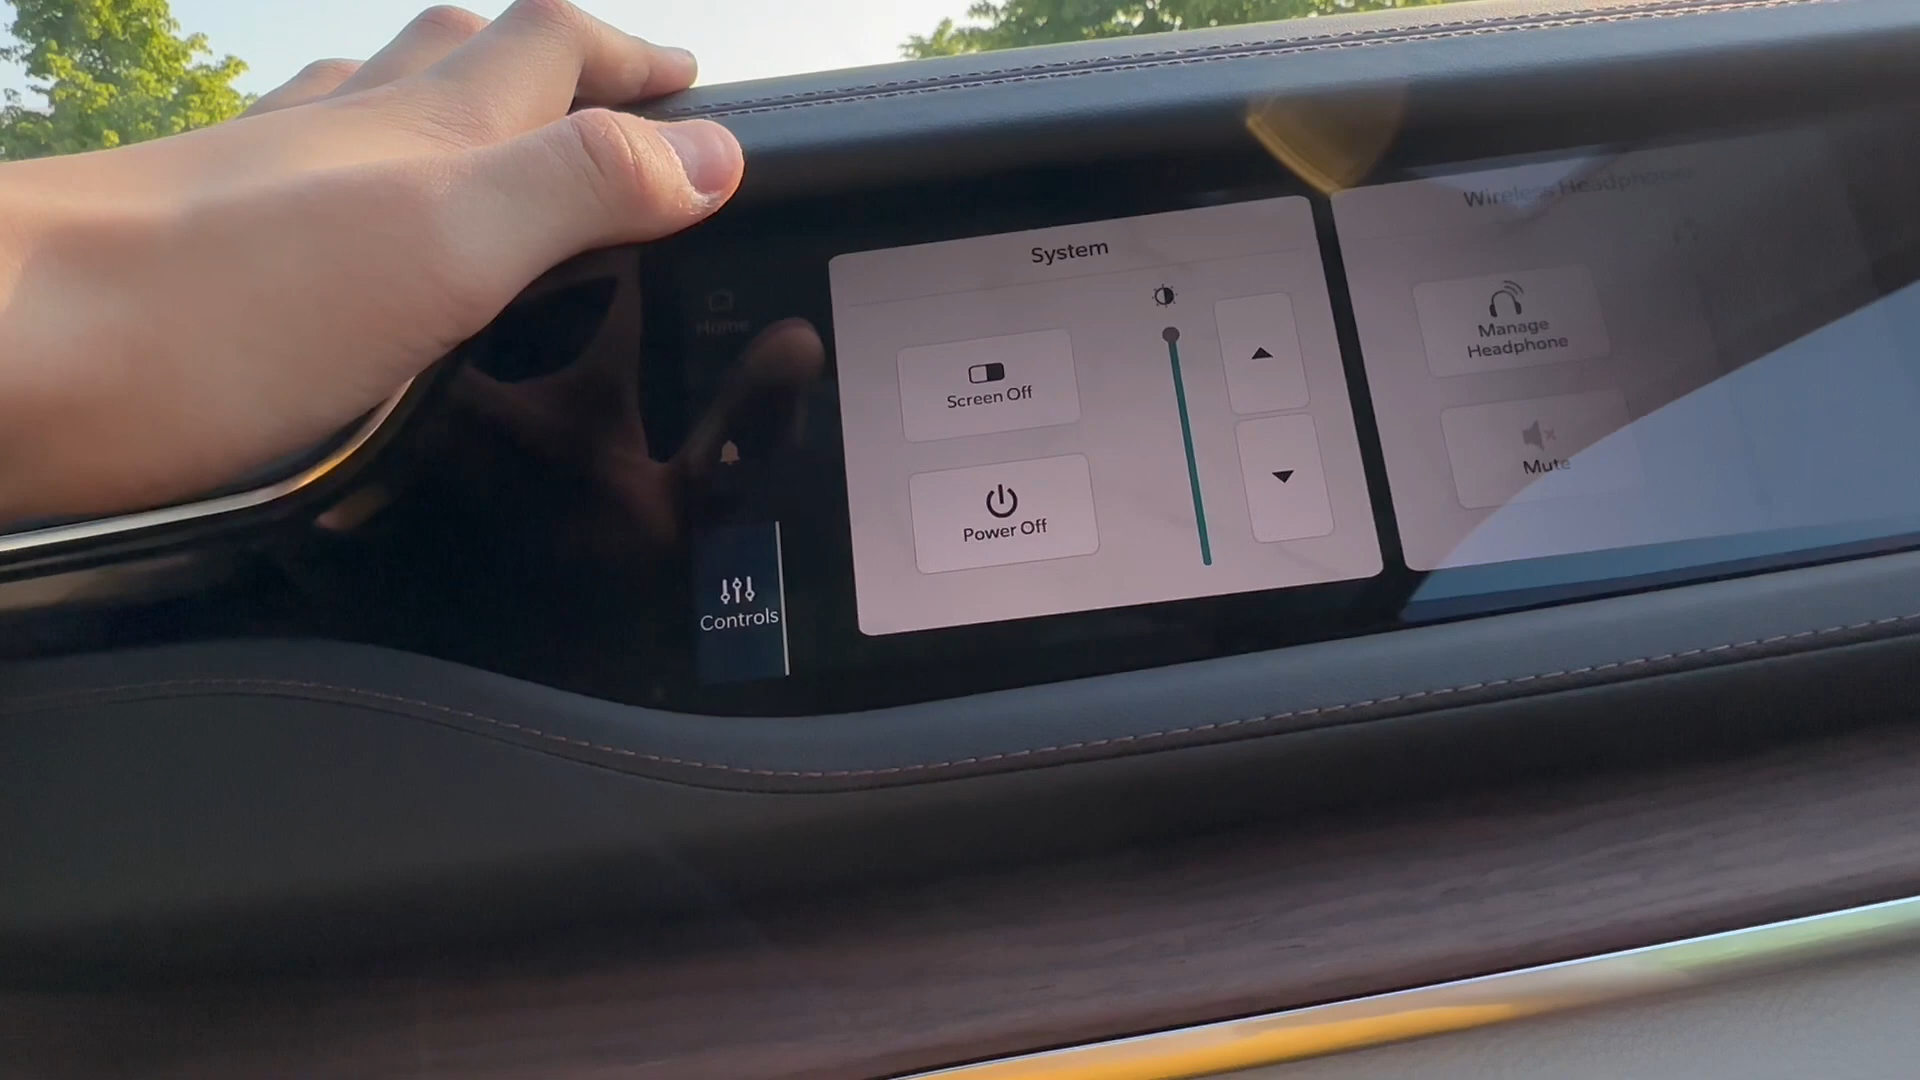 Home
Controls
System
Screen Off
Power Off
Wireless Headphones
Manage
Headphone
Mute